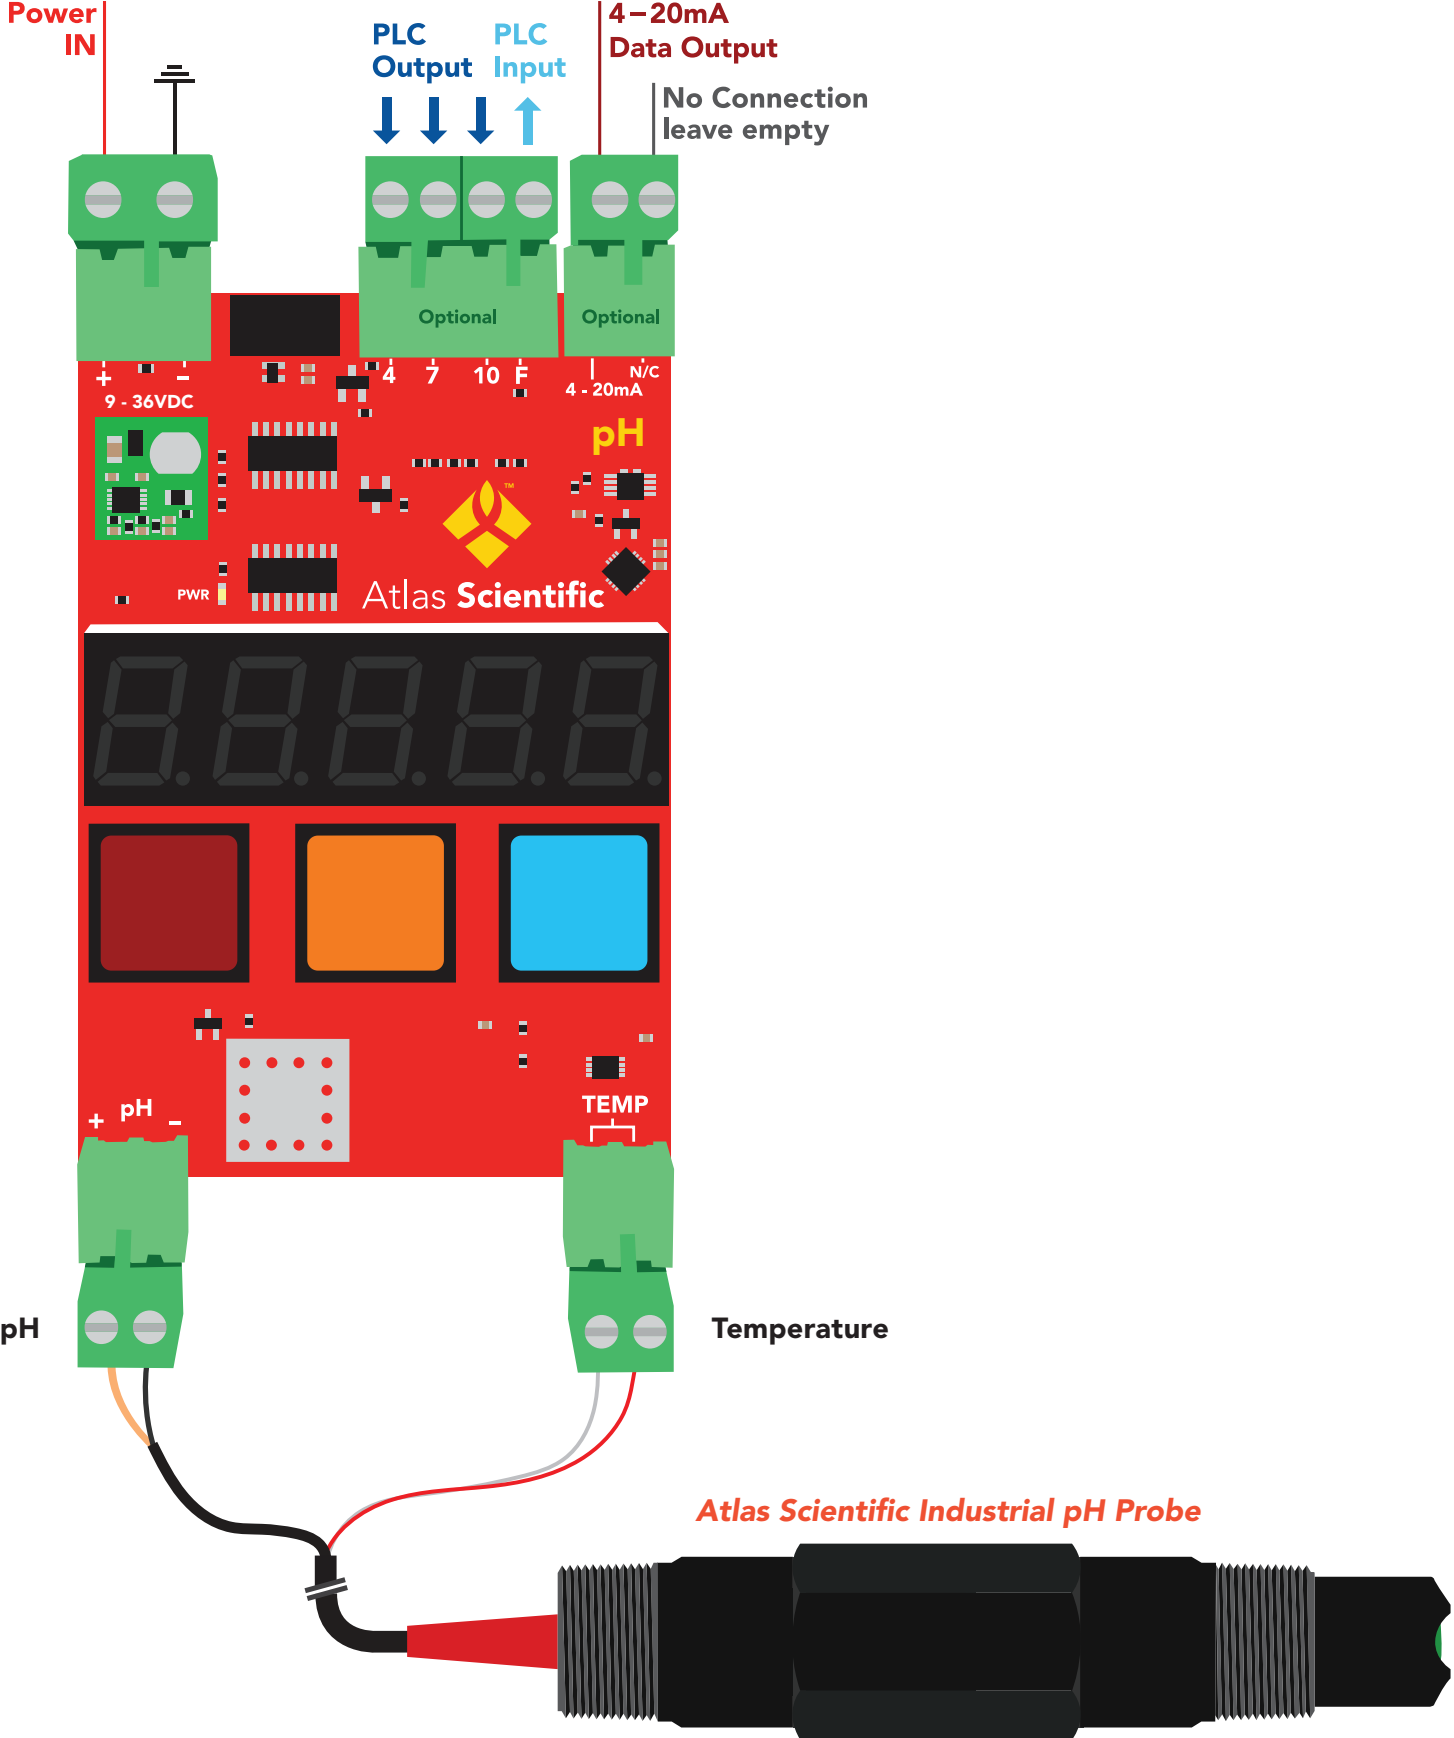 Power
IN
PLC
Output
PLC
Input
4–20mA
Data Output
No Connection
leave empty
Optional
Optional
+ -
9 - 36VDC
4 7 10 F
N/C
4 - 20mA
pH
TM
PWR
Atlas Scientific
+ pH -
TEMP
pH
Temperature
Atlas Scientific Industrial pH Probe